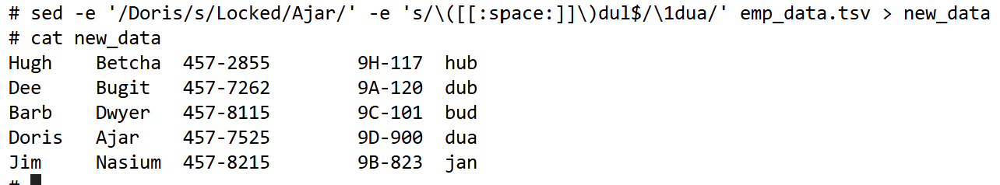 # sed -e '/Doris/s/Locked/Ajar/' -e 's/\([[:space:]]\)dul$/\1dua/' emp_data.tsv > new_data
# cat new_data
Hugh    Betcha  457-2855        9H-117  hub
Dee     Bugit   457-7262        9A-120  dub
Barb    Dwyer   457-8115        9C-101  bud
Doris   Ajar    457-7525        9D-900  dua
Jim     Nasium  457-8215        9B-823  jan
#